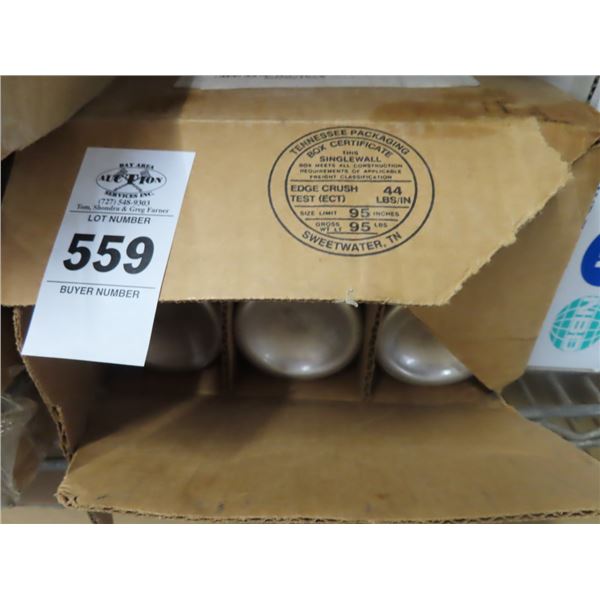 BAY AREA
AUCTION
SERVICES INC.
(727) 548-9303
Tom, Shondra & Greg Farner
LOT NUMBER
559
BUYER NUMBER
TENNESSEE PACKAGING
BOX CERTIFICATE
THIS
SINGLEWALL
BOX MEETS ALL CONSTRUCTION
REQUIREMENTS OF APPLICABLE
FREIGHT CLASSIFICATION
EDGE CRUSH 44
TEST (ECT) LBS/IN
SIZE LIMIT 95 INCHES
GROSS
WT LT 95 LBS
SWEETWATER, TN